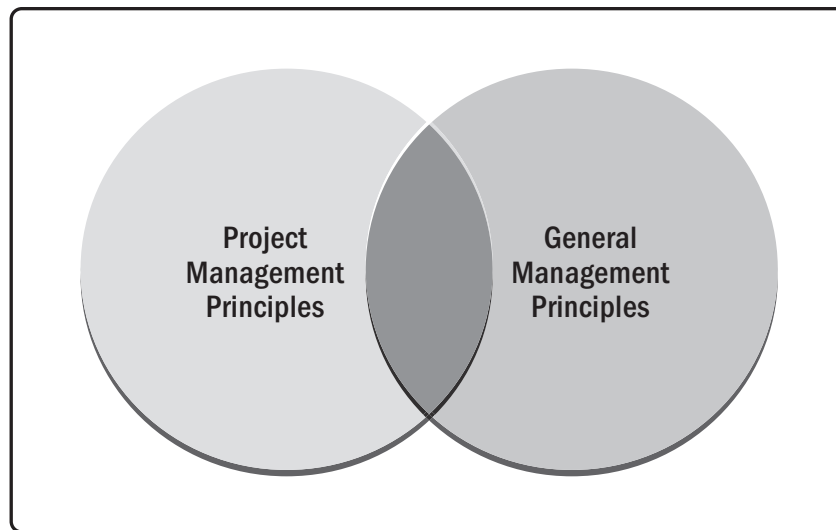 Project
Management
Principles
General
Management
Principles